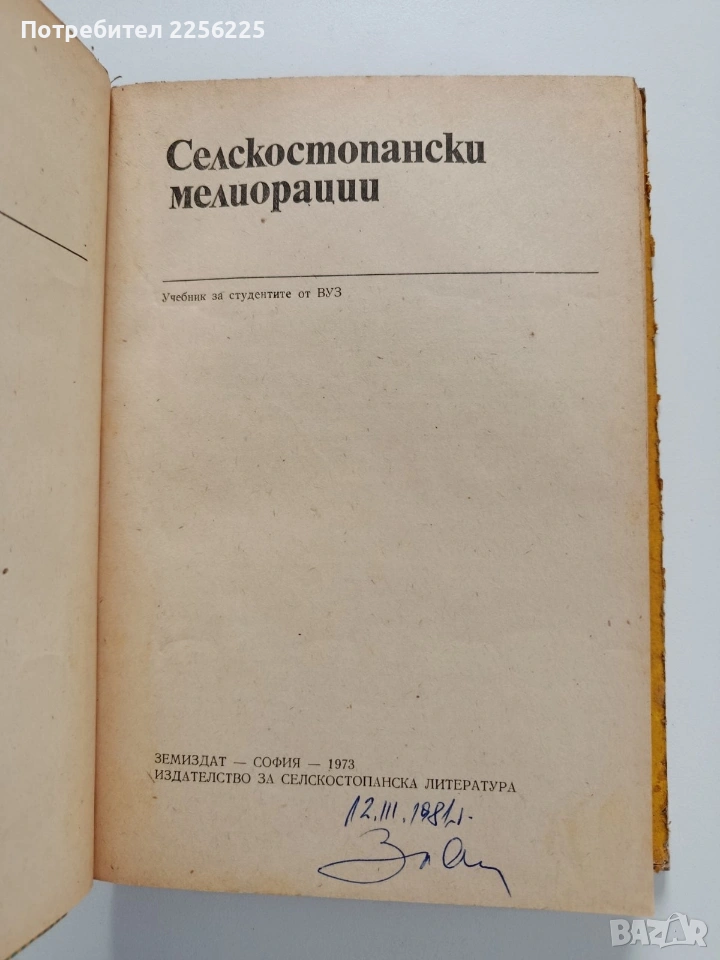 Потребител 2256225
Селскостопански
мелиорации
Учебник за студентите от ВУЗ
ЗЕМИЗДАТ — СОФИЯ — 1973
ИЗДАТЕЛСТВО ЗА СЕЛСКОСТОПАНСКА ЛИТЕРАТУРА
12.III.1981г.
BAZAR